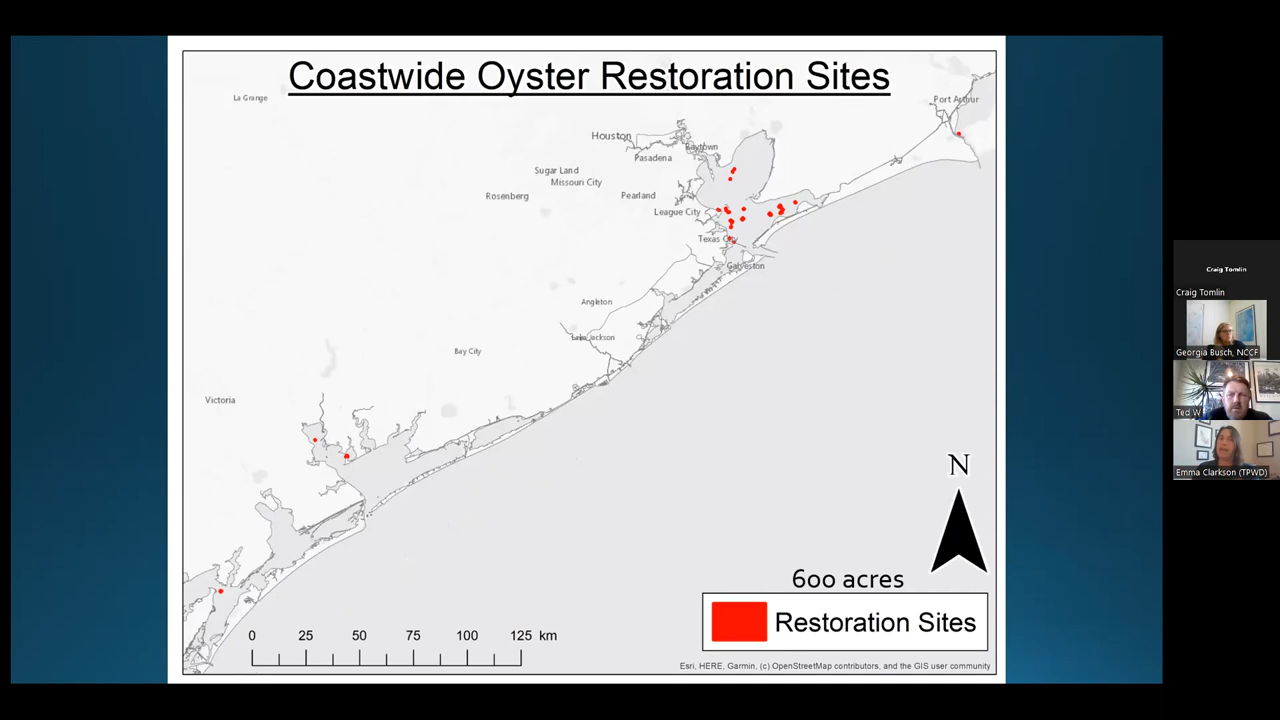 Coastwide Oyster Restoration Sites
La Grange
Port Arthur
Houston
Baytown
Pasadena
Sugar Land
Missouri City
Rosenberg
Pearland
League City
Texas City
Galveston
Angleton
Lake Jackson
Bay City
Victoria
N
600 acres
Restoration Sites
0 25 50 75 100 125 km
Esri, HERE, Garmin, (c) OpenStreetMap contributors, and the GIS user community
Craig Tomlin
Craig Tomlin
Georgia Busch, NCCF
Ted W
Emma Clarkson (TPWD)